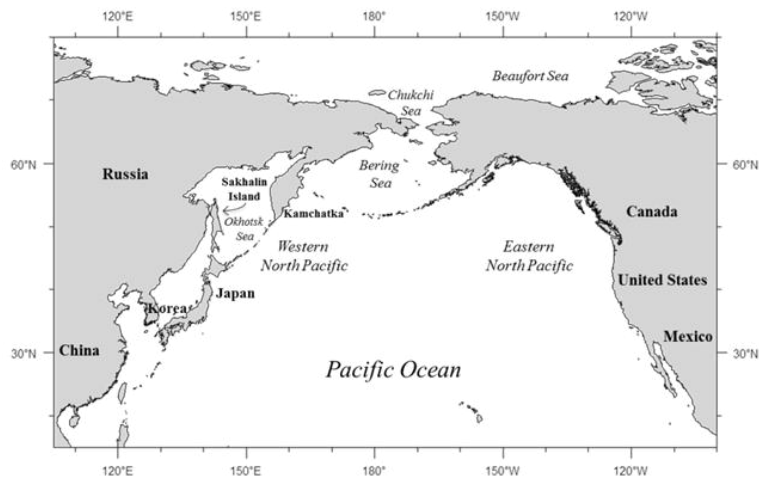 120°E 150°E 180° 150°W 120°W
Beaufort Sea
Chukchi
Sea
60°N
60°N
Russia
Bering
Sea
Sakhalin
Island
Kamchatka
Okhotsk
Sea
Canada
Western
North Pacific
Eastern
North Pacific
United States
Japan
Korea
Mexico
China
30°N
30°N
Pacific Ocean
120°E 150°E 180° 150°W 120°W